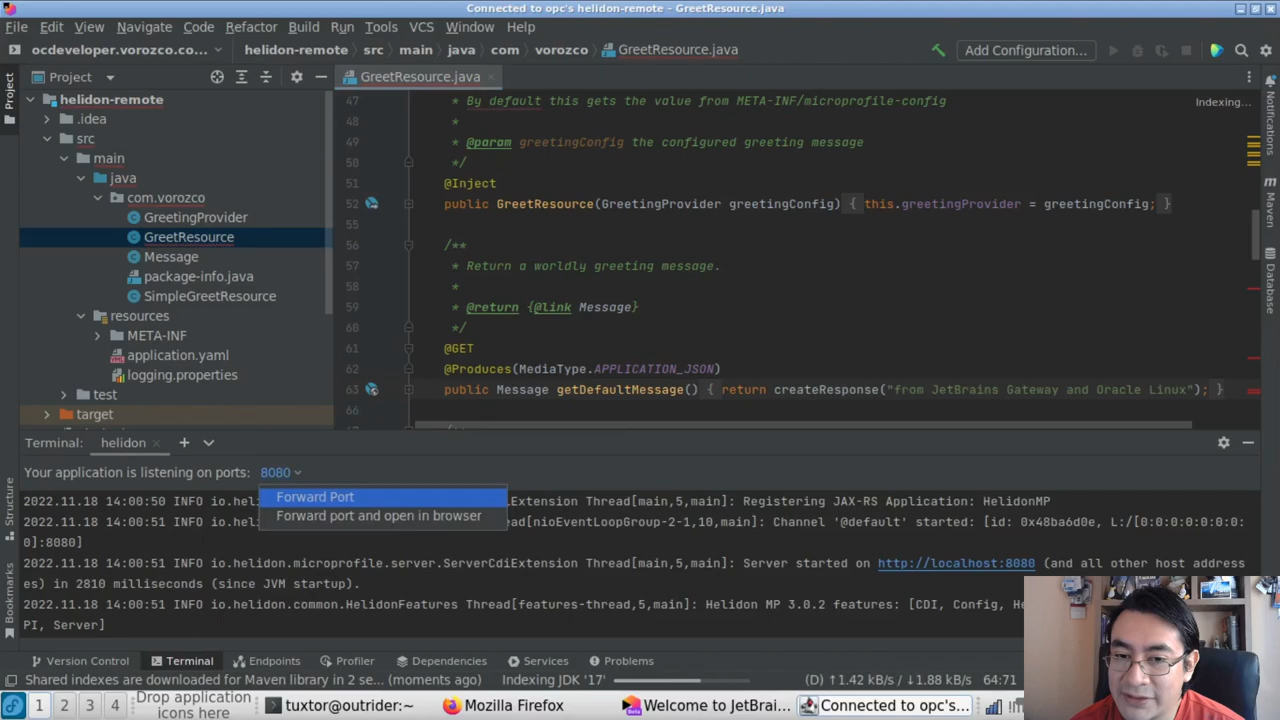 Connected to opc's helidon-remote – GreetResource.java
File Edit View Navigate Code Refactor Run Tools VCS Window Help
ocdeveloper.vorozco.co... helidon-remote src main java com vorozco GreetResource.java Add Configuration...
Project
Project
GreetResource.java
helidon-remote
.idea
src
main
java
com.vorozco
GreetingProvider
GreetResource
Message
package-info.java
SimpleGreetResource
resources
META-INF
application.yaml
logging.properties
test
target
Indexing...
47 * By default this gets the value from META-INF/microprofile-config
48 *
49 * @param greetingConfig the configured greeting message
50 */
51 @Inject
52 public GreetResource(GreetingProvider greetingConfig) { this.greetingProvider = greetingConfig; }
55
56 /**
57 * Return a worldly greeting message.
58 *
59 * @return {@link Message}
60 */
61 @GET
62 @Produces(MediaType.APPLICATION_JSON)
63 public Message getDefaultMessage() { return createResponse("from JetBrains Gateway and Oracle Linux"); }
66
Notifications
Maven
Database
Structure
Bookmarks
Terminal: helidon
Your application is listening on ports: 8080
Forward Port
Forward port and open in browser
2022.11.18 14:00:50 INFO io.heli Extension Thread[main,5,main]: Registering JAX-RS Application: HelidonMP
2022.11.18 14:00:51 INFO io.heli ead[nioEventLoopGroup-2-1,10,main]: Channel '@default' started: [id: 0x48ba6d0e, L:/[0:0:0:0:0:0:
0]:8080]
2022.11.18 14:00:51 INFO io.helidon.microprofile.server.ServerCdiExtension Thread[main,5,main]: Server started on http://localhost:8080 (and all other host address
es) in 2810 milliseconds (since JVM startup).
2022.11.18 14:00:51 INFO io.helidon.common.HelidonFeatures Thread[features-thread,5,main]: Helidon MP 3.0.2 features: [CDI, Config, He
PI, Server]
Version Control Terminal Endpoints Profiler Dependencies Services Problems
Shared indexes are downloaded for Maven library in 2 se... (moments ago) Indexing JDK '17' (D) ↑1.42 kB/s ↓1.88 kB/s 64:71
1 2 3 4 Drop application icons here tuxtor@outrider:~ Mozilla Firefox Welcome to JetBrai... Connected to opc's...